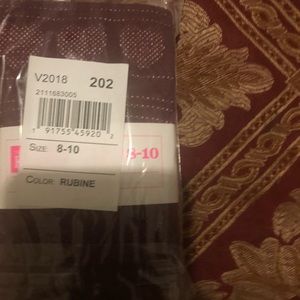 V2018 202
2111683005
1 91755 45920 2
SIZE: 8-10
8-10
COLOR: RUBINE